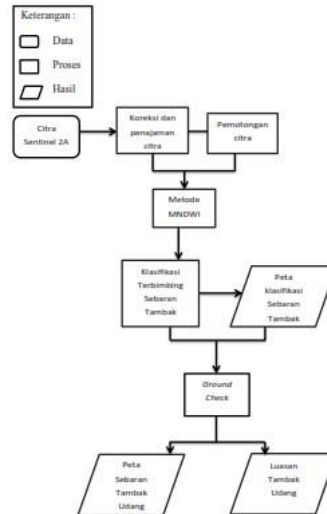 Keterangan :
Data
Proses
Hasil
Citra
Sentinel 2A
Koreksi dan
penajaman
citra
Pemotongan
citra
Metode
MNDWI
Klasifikasi
Terbimbing
Sebaran
Tambak
Peta
klasifikasi
Sebaran
Tambak
Ground
Check
Peta
Sebaran
Tambak
Udang
Luasan
Tambak
Udang